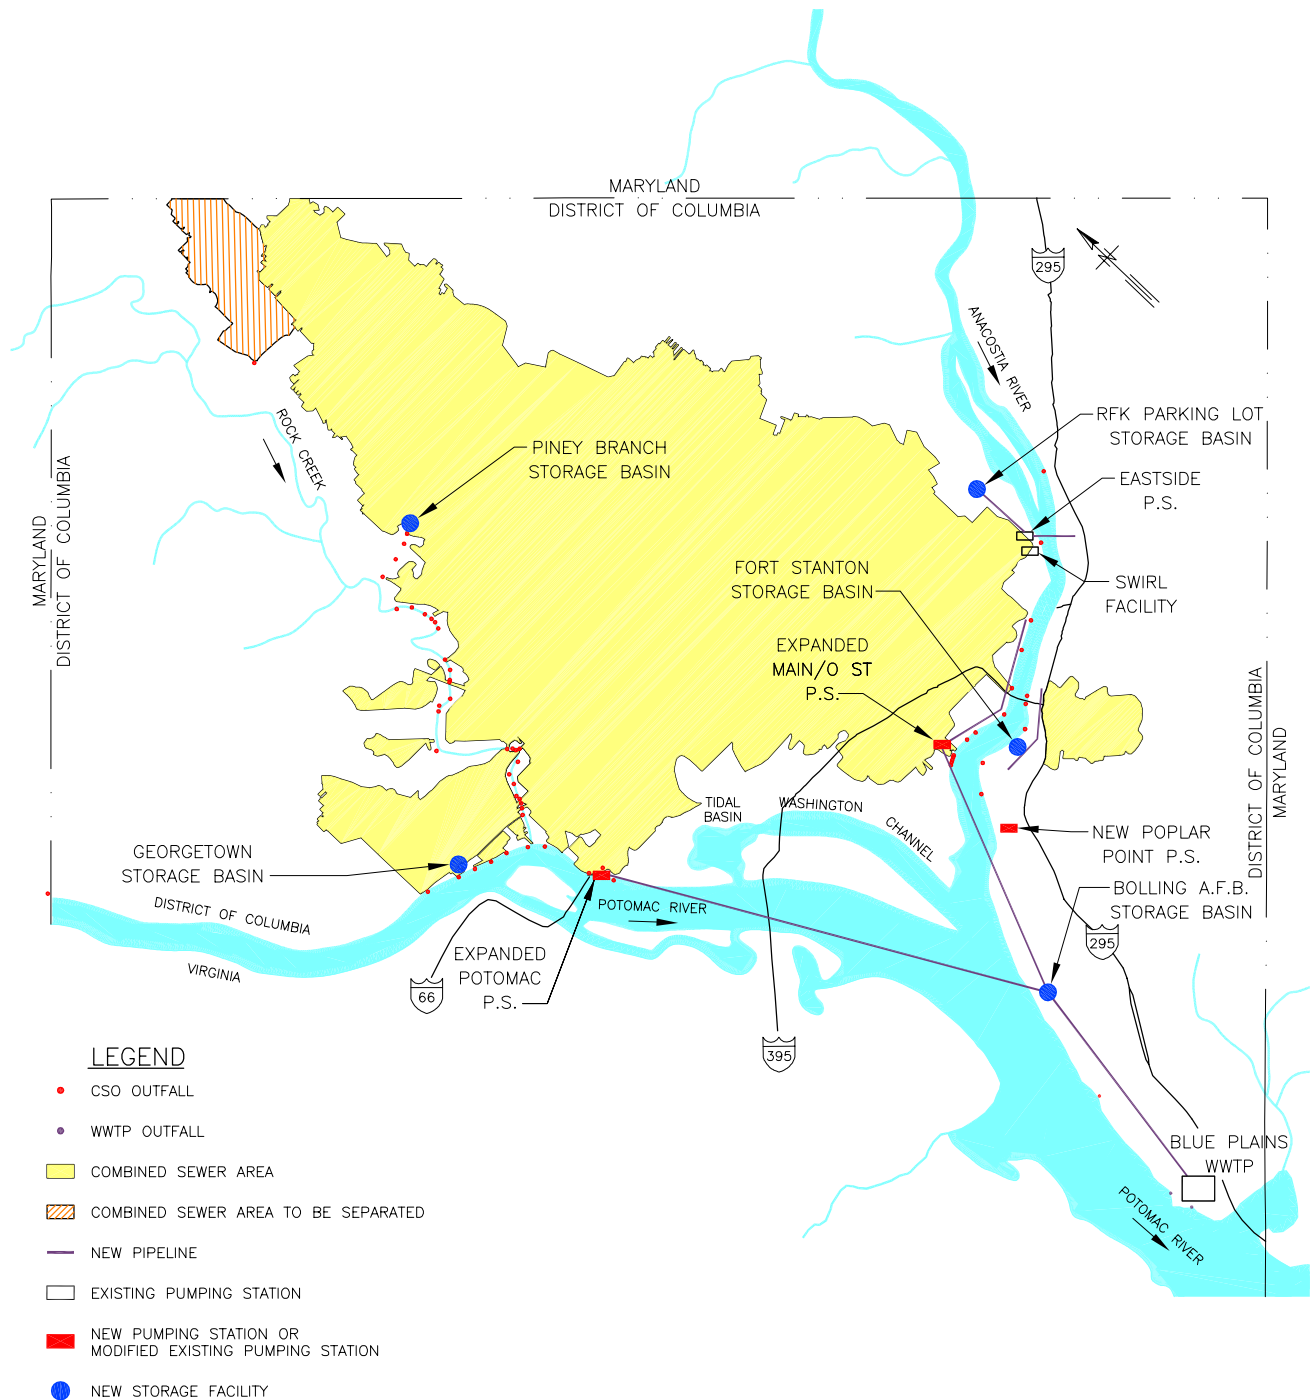 MARYLAND
DISTRICT OF COLUMBIA
295
ANACOSTIA RIVER
RFK PARKING LOT
STORAGE BASIN
EASTSIDE
P.S.
ROCK CREEK
PINEY BRANCH
STORAGE BASIN
MARYLAND
DISTRICT OF COLUMBIA
FORT STANTON
STORAGE BASIN
SWIRL
FACILITY
EXPANDED
MAIN/O ST
P.S.
DISTRICT OF COLUMBIA
MARYLAND
TIDAL
BASIN
WASHINGTON
CHANNEL
NEW POPLAR
POINT P.S.
GEORGETOWN
STORAGE BASIN
BOLLING A.F.B.
STORAGE BASIN
DISTRICT OF COLUMBIA
POTOMAC RIVER
VIRGINIA
EXPANDED
POTOMAC
P.S.
295
66
395
BLUE PLAINS
WWTP
POTOMAC RIVER
LEGEND
CSO OUTFALL
WWTP OUTFALL
COMBINED SEWER AREA
COMBINED SEWER AREA TO BE SEPARATED
NEW PIPELINE
EXISTING PUMPING STATION
NEW PUMPING STATION OR
MODIFIED EXISTING PUMPING STATION
NEW STORAGE FACILITY